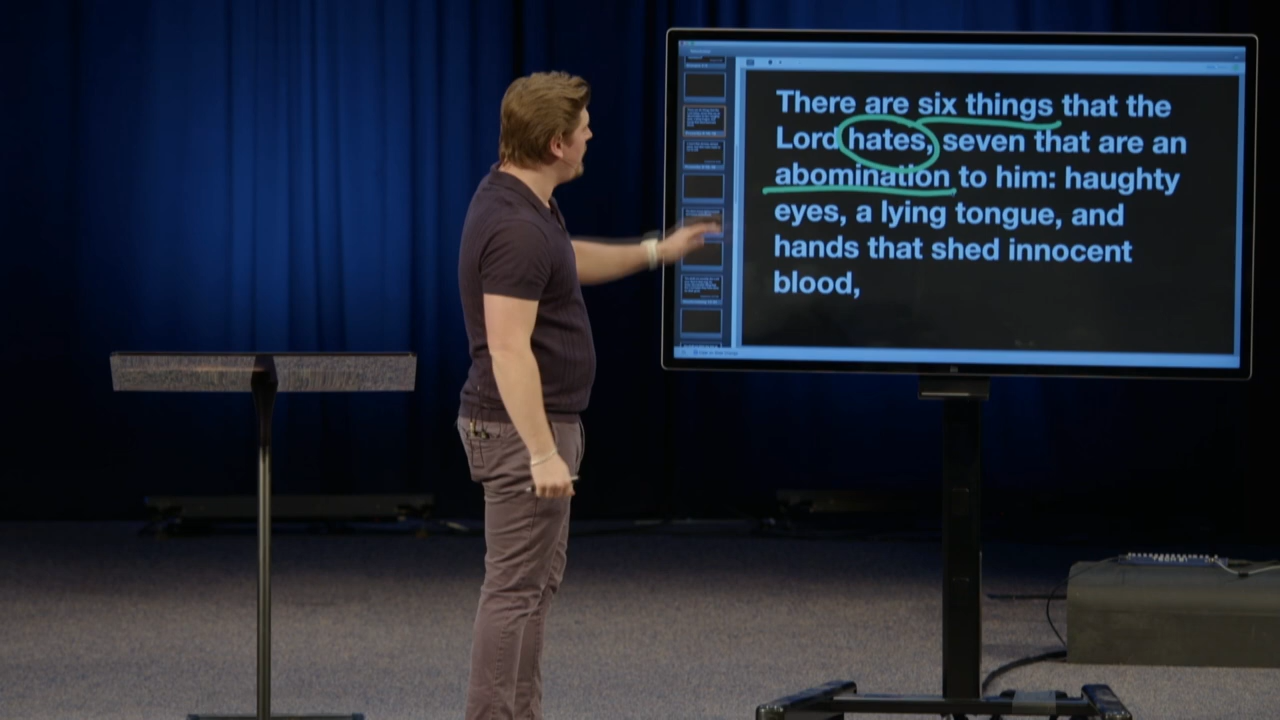 There are six things that the
Lord hates, seven that are an
abomination to him: haughty
eyes, a lying tongue, and
hands that shed innocent
blood,